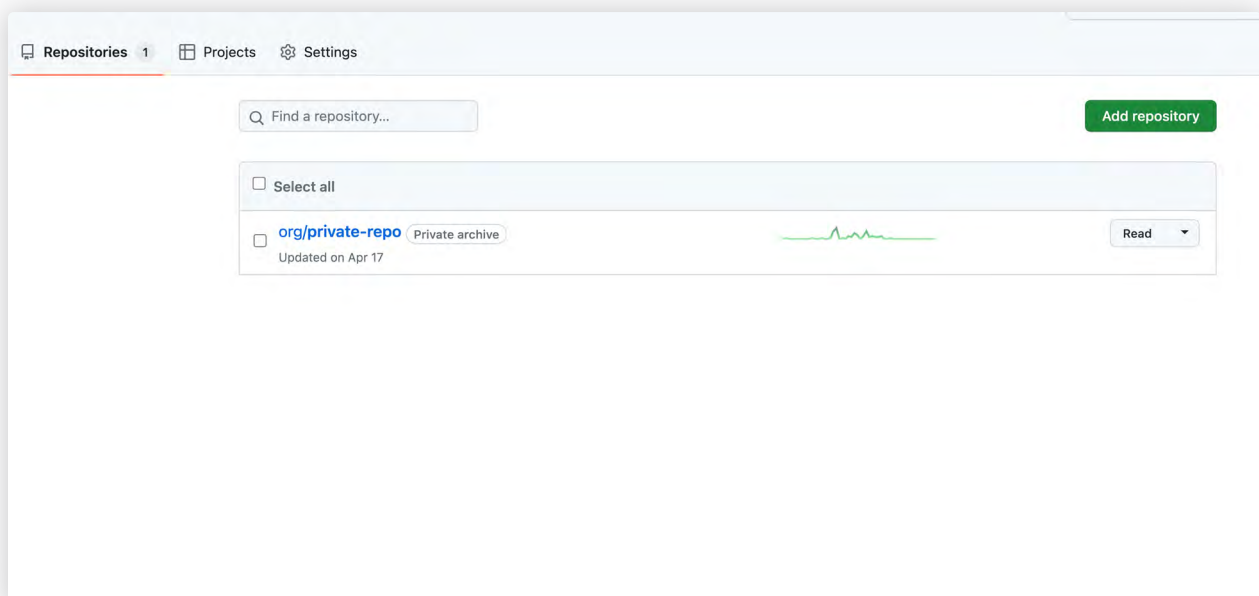 Repositories 1 Projects Settings
Find a repository... Add repository
Select all
org/private-repo Private archive Read
Updated on Apr 17